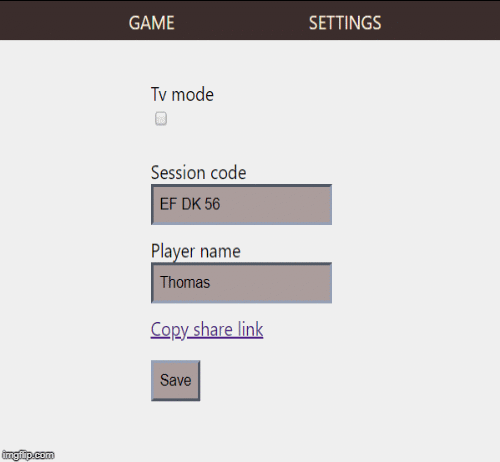 GAME SETTINGS
Tv mode
Session code
EF DK 56
Player name
Thomas
Copy share link
Save
imgflip.com